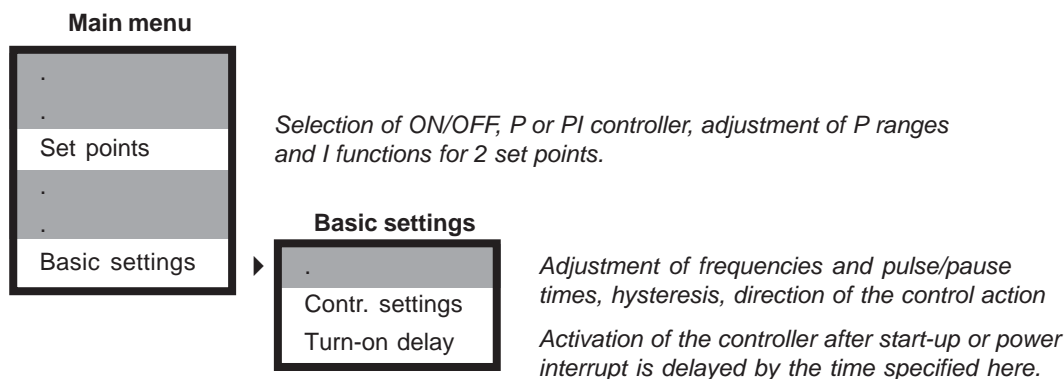 Main menu
.
.
Set points
Selection of ON/OFF, P or PI controller, adjustment of P ranges
and I functions for 2 set points.
.
.
Basic settings
Basic settings
.
Contr. settings
Turn-on delay
Adjustment of frequencies and pulse/pause
times, hysteresis, direction of the control action
Activation of the controller after start-up or power
interrupt is delayed by the time specified here.